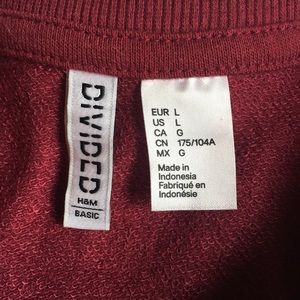 DIVIDED
H&M
BASIC
EUR L
US L
CA G
CN 175/104A
MX G
Made in
Indonesia
Fabriqué en
Indonésie